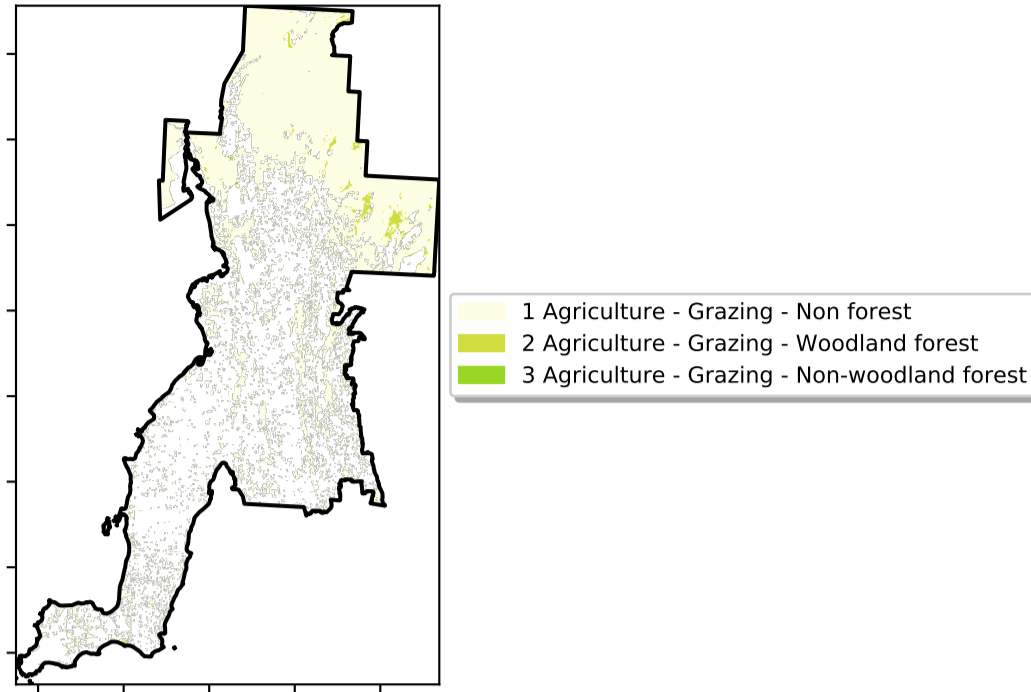 1 Agriculture - Grazing - Non forest
2 Agriculture - Grazing - Woodland forest
3 Agriculture - Grazing - Non-woodland forest